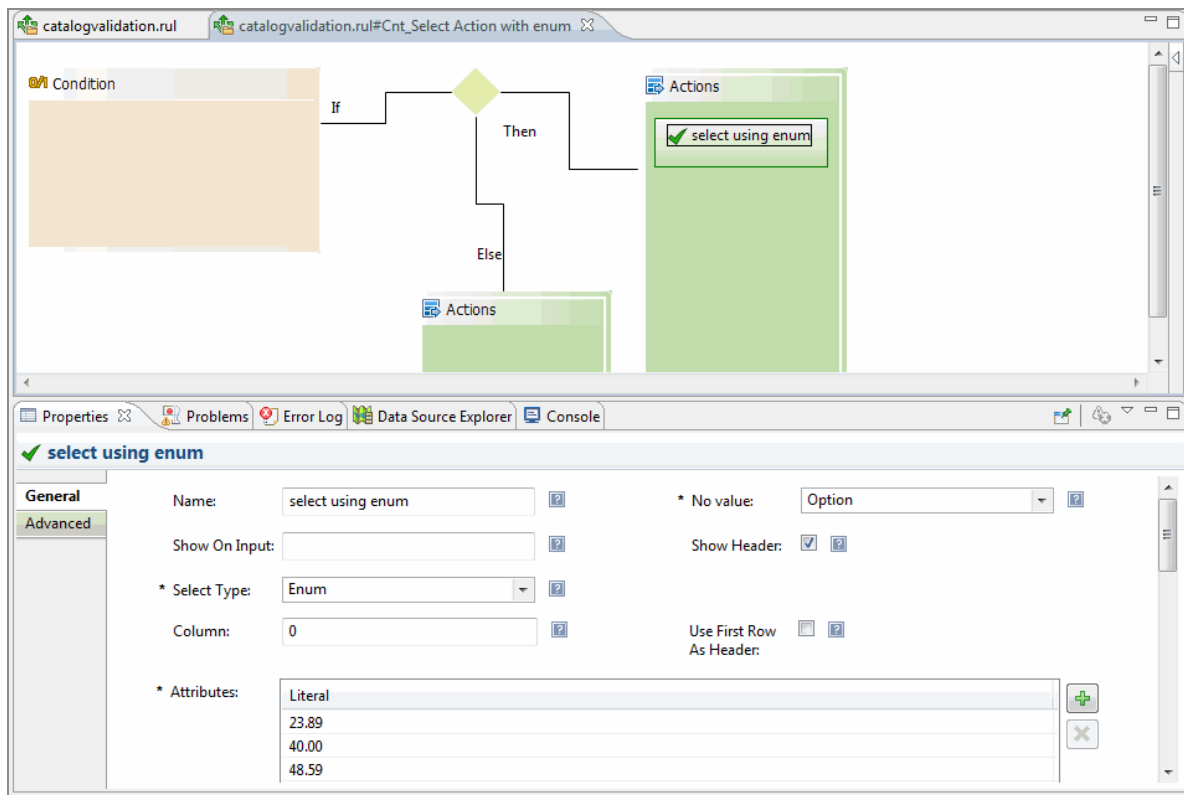 catalogvalidation.rul
catalogvalidation.rul#Cnt_Select Action with enum
Condition
If
Then
Else
Actions
select using enum
Actions
Properties
Problems
Error Log
Data Source Explorer
Console
select using enum
General
Advanced
Name: select using enum
* No value: Option
Show On Input:
Show Header:
* Select Type: Enum
Column: 0
Use First Row
As Header:
* Attributes:
Literal
23.89
40.00
48.59